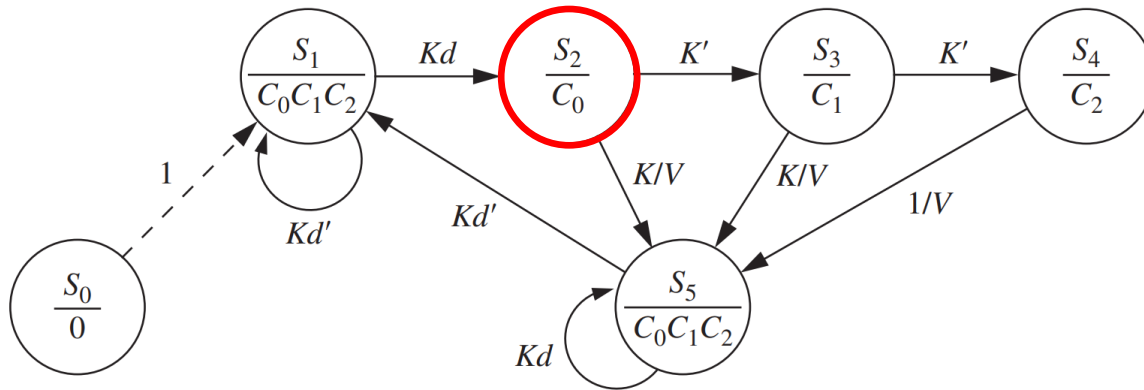 S₁
C₀C₁C₂
Kd
S₂
C₀
K′
S₃
C₁
K′
S₄
C₂
1
Kd′
Kd′
K/V
K/V
1/V
S₀
0
S₅
C₀C₁C₂
Kd